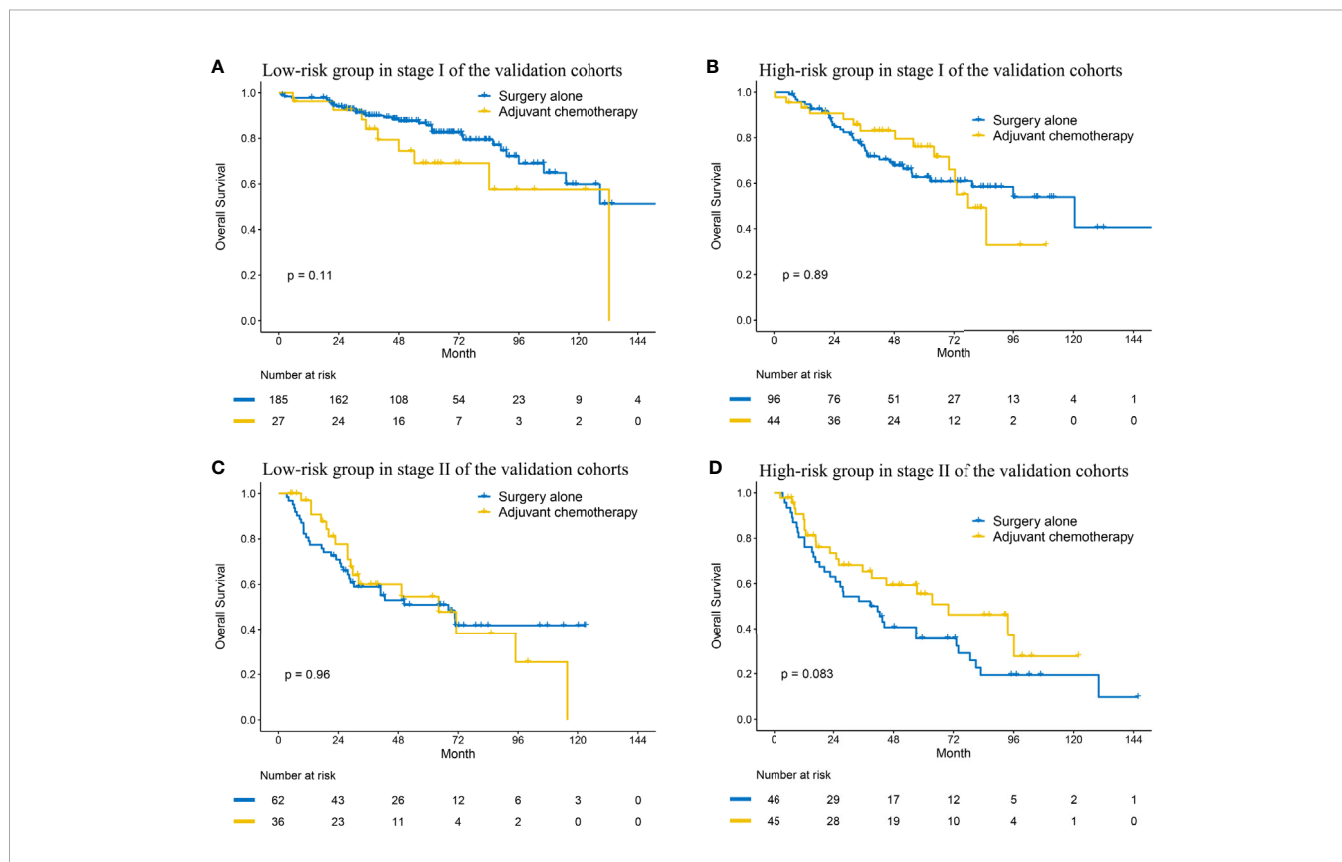 A
Low-risk group in stage I of the validation cohorts
1.0
0.8
0.6
0.4
0.2
0.0
Overall Survival
Surgery alone
Adjuvant chemotherapy
p = 0.11
0 24 48 72 96 120 144
Month
Number at risk
185 162 108 54 23 9 4
27 24 16 7 3 2 0
B
High-risk group in stage I of the validation cohorts
1.0
0.8
0.6
0.4
0.2
0.0
Overall Survival
Surgery alone
Adjuvant chemotherapy
p = 0.89
0 24 48 72 96 120 144
Month
Number at risk
96 76 51 27 13 4 1
44 36 24 12 2 0 0
C
Low-risk group in stage II of the validation cohorts
1.0
0.8
0.6
0.4
0.2
0.0
Overall Survival
Surgery alone
Adjuvant chemotherapy
p = 0.96
0 24 48 72 96 120 144
Month
Number at risk
62 43 26 12 6 3 0
36 23 11 4 2 0 0
D
High-risk group in stage II of the validation cohorts
1.0
0.8
0.6
0.4
0.2
0.0
Overall Survival
Surgery alone
Adjuvant chemotherapy
p = 0.083
0 24 48 72 96 120 144
Month
Number at risk
46 29 17 12 5 2 1
45 28 19 10 4 1 0